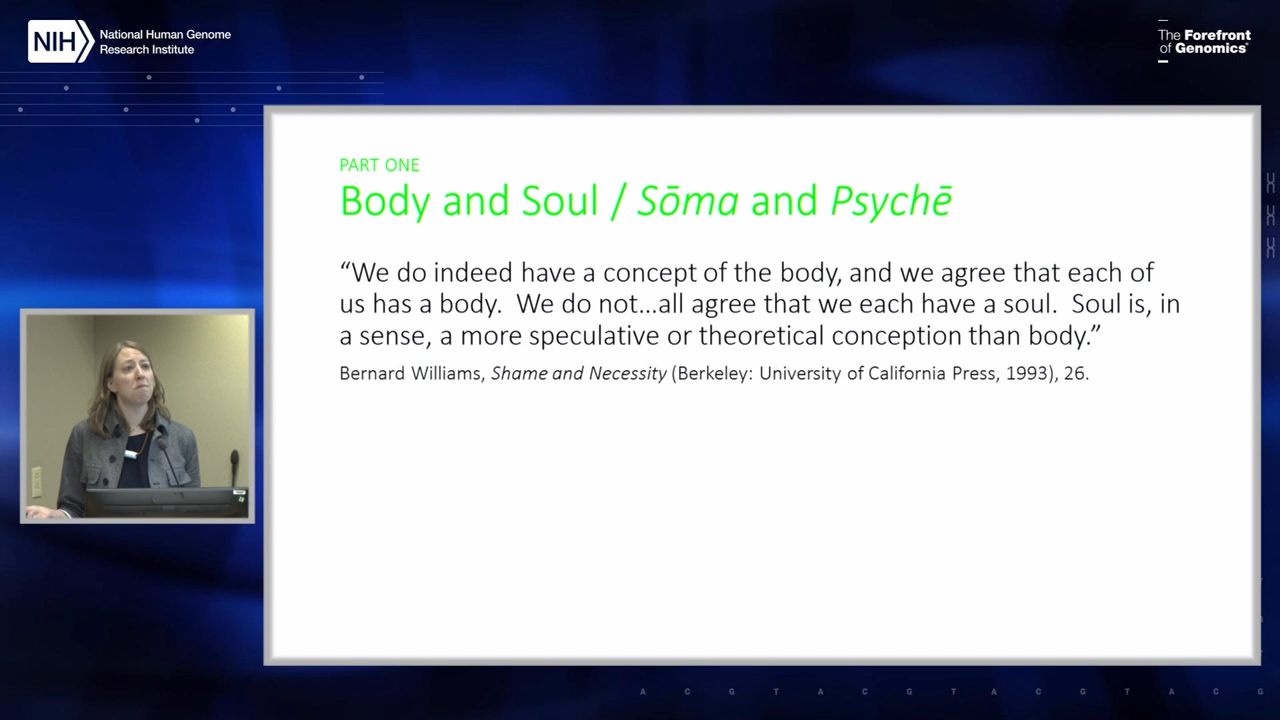 NIH
National Human Genome
Research Institute
The Forefront
of Genomics®
PART ONE
Body and Soul / Sōma and Psychē
“We do indeed have a concept of the body, and we agree that each of
us has a body.  We do not...all agree that we each have a soul.  Soul is, in
a sense, a more speculative or theoretical conception than body.”
Bernard Williams, Shame and Necessity (Berkeley: University of California Press, 1993), 26.
A C G T A C G T A C G T A C G